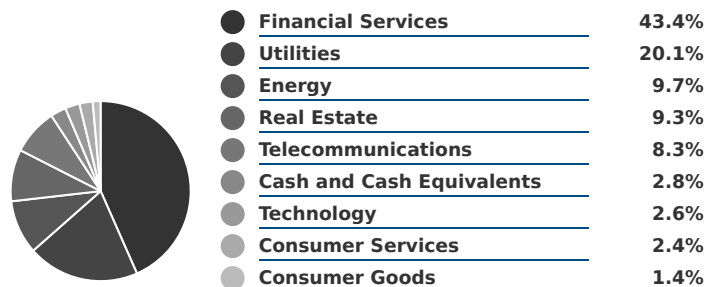 Financial Services 43.4%
Utilities 20.1%
Energy 9.7%
Real Estate 9.3%
Telecommunications 8.3%
Cash and Cash Equivalents 2.8%
Technology 2.6%
Consumer Services 2.4%
Consumer Goods 1.4%